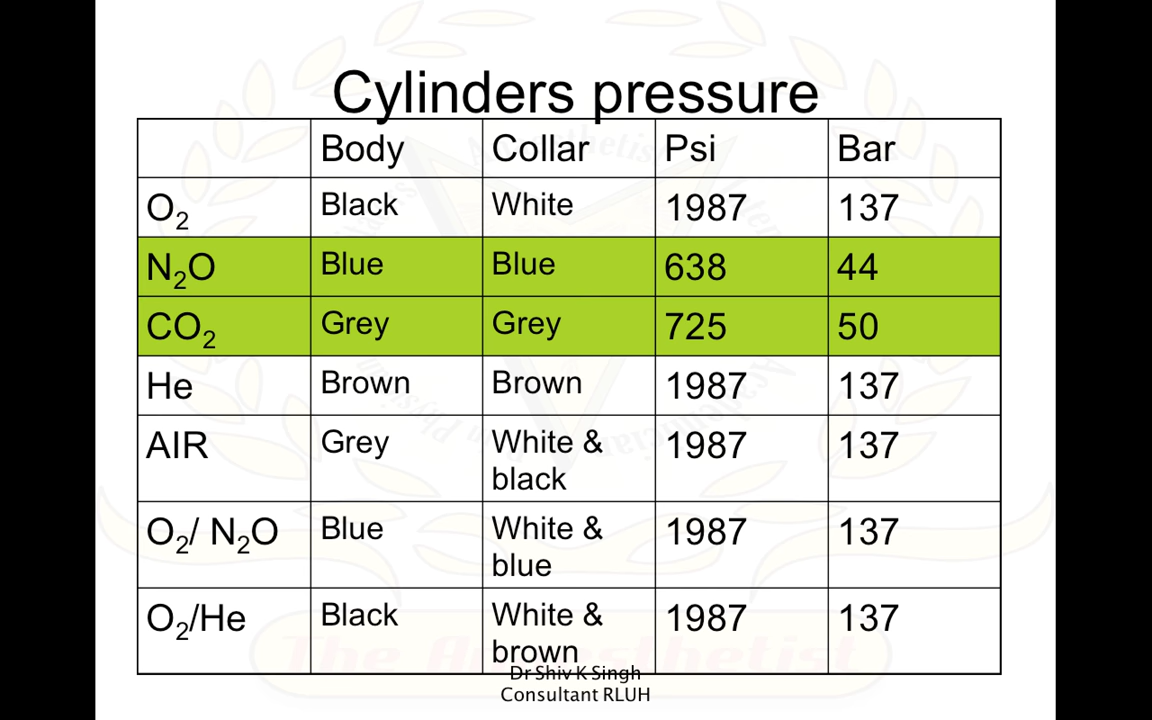 Cylinders pressure
Body Collar Psi Bar
O2 Black White 1987 137
N2O Blue Blue 638 44
CO2 Grey Grey 725 50
He Brown Brown 1987 137
AIR Grey White & 1987 137
black
O2/ N2O Blue White & 1987 137
blue
O2/He Black White & 1987 137
brown
The Anaesthetist
Dr Shiv K Singh
Consultant RLUH